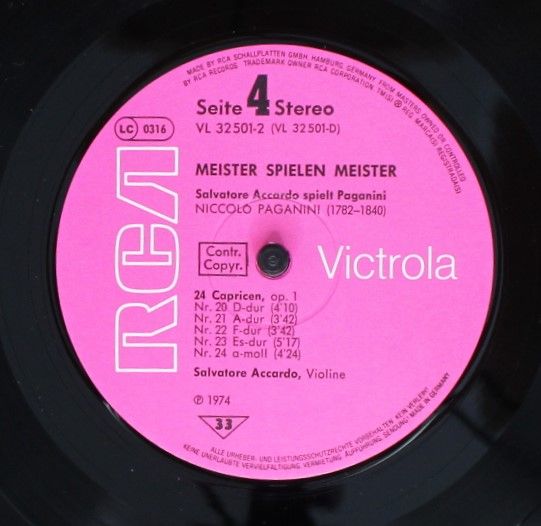 MADE BY RCA SCHALLPLATTEN GMBH, HAMBURG, GERMANY, FROM MASTERS OWNED OR CONTROLLED
BY RCA RECORDS TRADEMARK OWNER RCA CORPORATION TM(S) ® REG. MARCA(S) REGISTRADA(S)
Seite 4 Stereo
VL 32501-2 (VL 32501-D)
LC 0316
MEISTER SPIELEN MEISTER
Salvatore Accardo spielt Paganini
NICCOLO PAGANINI (1782–1840)
RCA
Contr.
Copyr.
Victrola
24 Capricen, op. 1
Nr. 20 D-dur (4'10)
Nr. 21 A-dur (3'42)
Nr. 22 F-dur (3'42)
Nr. 23 Es-dur (5'17)
Nr. 24 a-moll (4'24)
Salvatore Accardo, Violine
℗ 1974
33
ALLE URHEBER- UND LEISTUNGSSCHUTZRECHTE VORBEHALTEN. KEIN VERLEIH!
KEINE UNERLAUBTE VERVIELFÄLTIGUNG, VERMIETUNG, AUFFÜHRUNG, SENDUNG! · MADE IN GERMANY